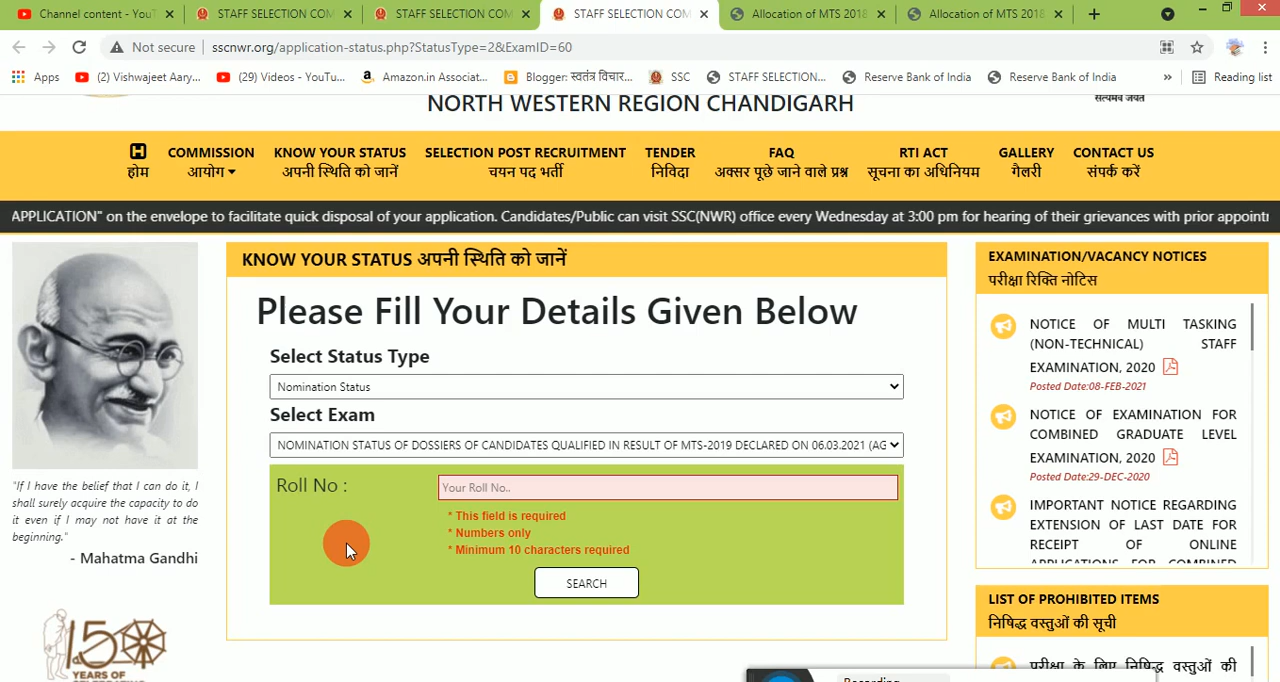 Channel content - YouT
STAFF SELECTION COM
STAFF SELECTION COM
STAFF SELECTION COM
Allocation of MTS 2018
Allocation of MTS 2018
Not secure
sscnwr.org/application-status.php?StatusType=2&ExamID=60
Apps
(2) Vishwajeet Aary...
(29) Videos - YouTu...
Amazon.in Associat...
Blogger: स्वतंत्र विचार...
SSC
STAFF SELECTION...
Reserve Bank of India
Reserve Bank of India
»
Reading list
NORTH WESTERN REGION CHANDIGARH
सत्यमेव जयते
होम
COMMISSION
आयोग
KNOW YOUR STATUS
अपनी स्थिति को जानें
SELECTION POST RECRUITMENT
चयन पद भर्ती
TENDER
निविदा
FAQ
अक्सर पूछे जाने वाले प्रश्न
RTI ACT
सूचना का अधिनियम
GALLERY
गैलरी
CONTACT US
संपर्क करें
APPLICATION" on the envelope to facilitate quick disposal of your application. Candidates/Public can visit SSC(NWR) office every Wednesday at 3:00 pm for hearing of their grievances with prior appointr
"If I have the belief that I can do it, I
shall surely acquire the capacity to do
it even if I may not have it at the
beginning."
- Mahatma Gandhi
150
YEARS OF
CELEBRATING
KNOW YOUR STATUS अपनी स्थिति को जानें
Please Fill Your Details Given Below
Select Status Type
Nomination Status
Select Exam
NOMINATION STATUS OF DOSSIERS OF CANDIDATES QUALIFIED IN RESULT OF MTS-2019 DECLARED ON 06.03.2021 (AG
Roll No :
Your Roll No..
* This field is required
* Numbers only
* Minimum 10 characters required
SEARCH
EXAMINATION/VACANCY NOTICES
परीक्षा रिक्ति नोटिस
NOTICE OF MULTI TASKING
(NON-TECHNICAL) STAFF
EXAMINATION, 2020
Posted Date:08-FEB-2021
NOTICE OF EXAMINATION FOR
COMBINED GRADUATE LEVEL
EXAMINATION, 2020
Posted Date:29-DEC-2020
IMPORTANT NOTICE REGARDING
EXTENSION OF LAST DATE FOR
RECEIPT OF ONLINE
APPLICATIONS FOR COMBINED
LIST OF PROHIBITED ITEMS
निषिद्ध वस्तुओं की सूची
परीक्षा के लिए निषिद्ध वस्तुओं की
Recording